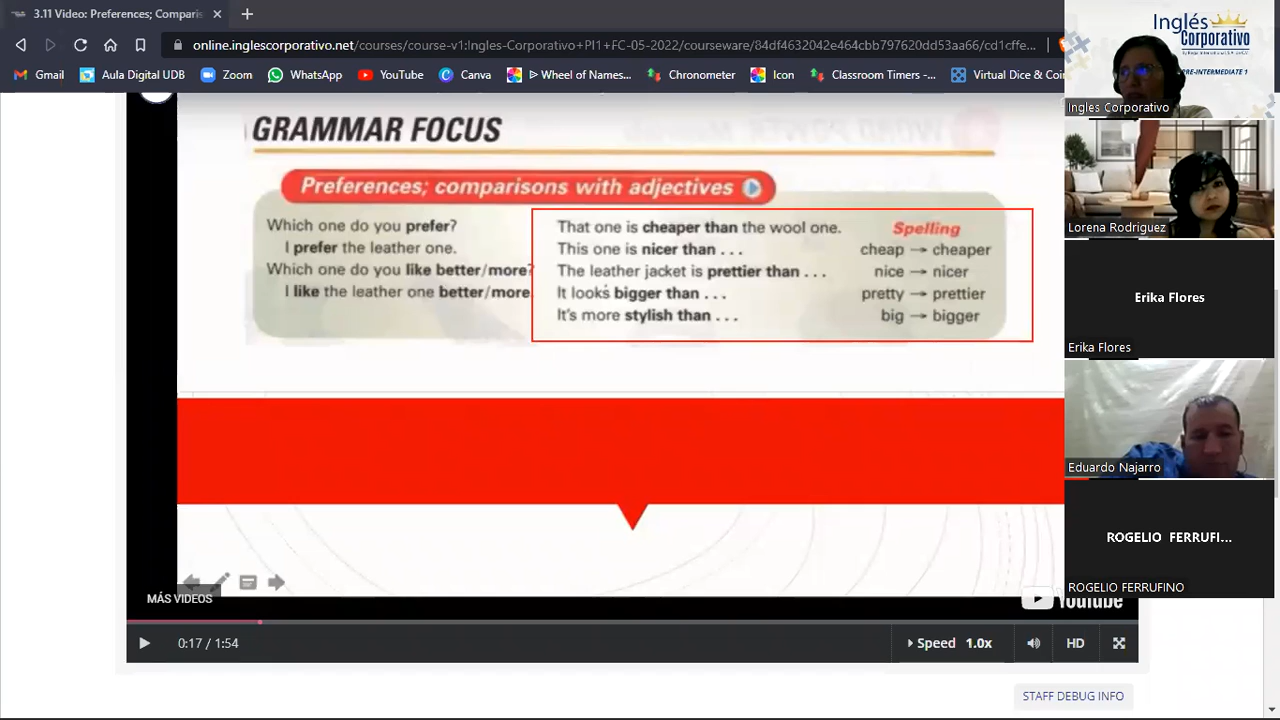 3.11 Video: Preferences; Comparis
online.inglescorporativo.net/courses/course-v1:Ingles-Corporativo+PI1+FC-05-2022/courseware/84df4632042e464cbb797620dd53aa66/cd1cffe...
Gmail Aula Digital UDB Zoom WhatsApp YouTube Canva Wheel of Names... Chronometer Icon Classroom Timers -... Virtual Dice & Coi
Inglés
Corporativo
PRE-INTERMEDIATE 1
Ingles Corporativo
Lorena Rodriguez
Erika Flores
Erika Flores
Eduardo Najarro
ROGELIO FERRUFI...
ROGELIO FERRUFINO
GRAMMAR FOCUS
Preferences; comparisons with adjectives
Which one do you prefer?
I prefer the leather one.
Which one do you like better/more?
I like the leather one better/more.
That one is cheaper than the wool one.
This one is nicer than . . .
The leather jacket is prettier than . . .
It looks bigger than . . .
It's more stylish than . . .
Spelling
cheap → cheaper
nice → nicer
pretty → prettier
big → bigger
MÁS VIDEOS
YouTube
0:17 / 1:54
Speed 1.0x
HD
STAFF DEBUG INFO